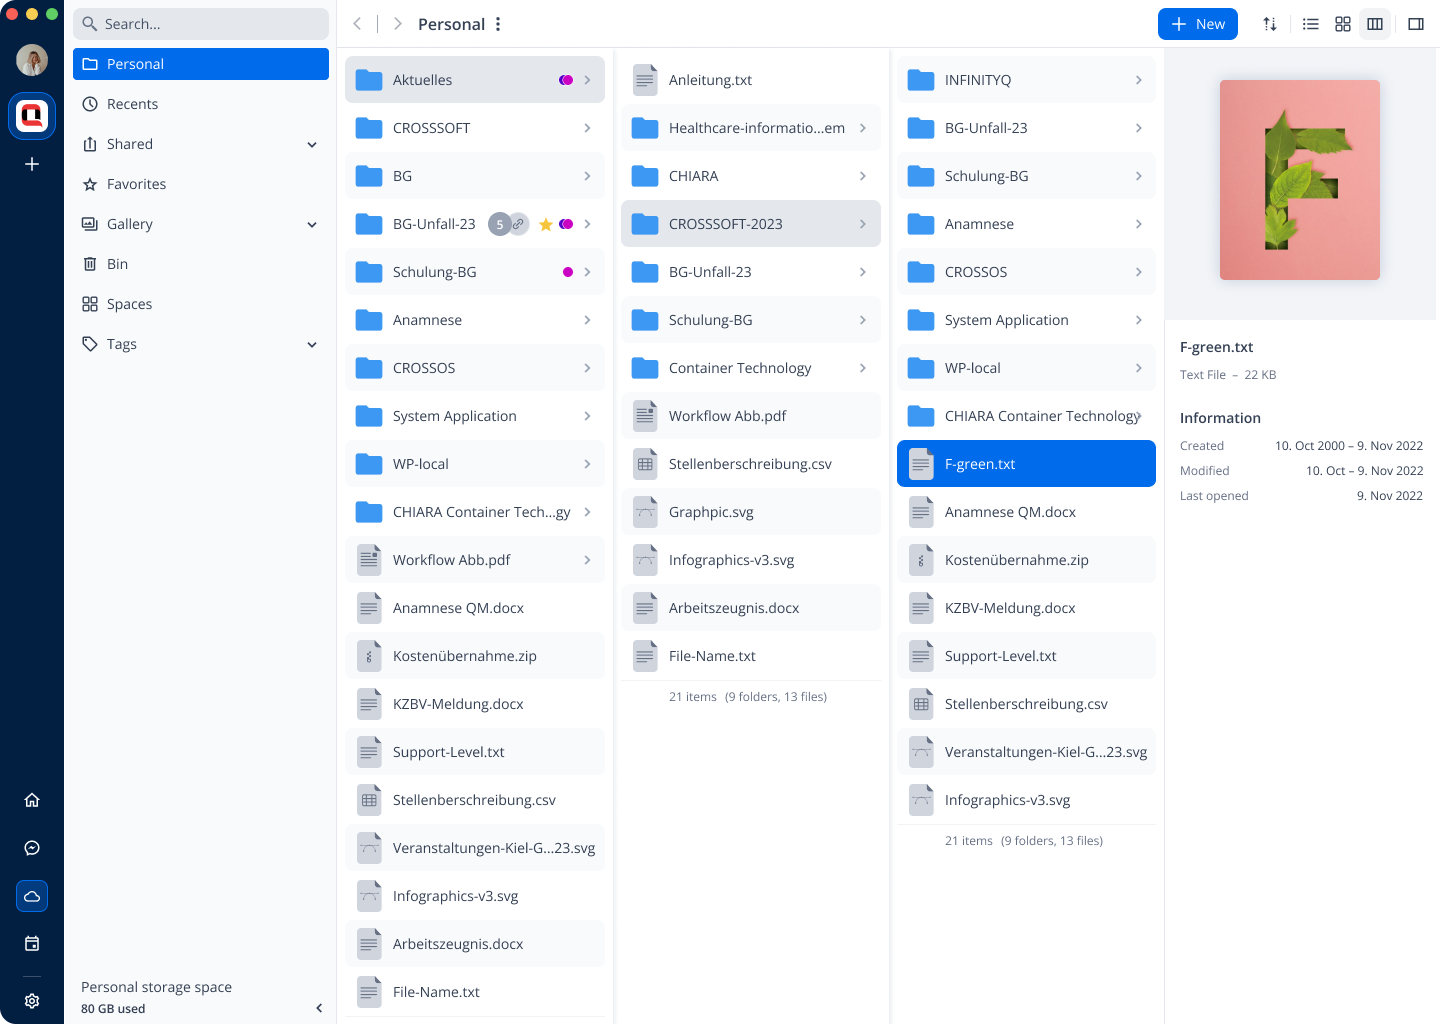 Search...
Personal
Recents
Shared
Favorites
Gallery
Bin
Spaces
Tags
Personal storage space
80 GB used
Personal
New
Aktuelles
CROSSSOFT
BG
BG-Unfall-23 5
Schulung-BG
Anamnese
CROSSOS
System Application
WP-local
CHIARA Container Tech...gy
Workflow Abb.pdf
Anamnese QM.docx
Kostenübernahme.zip
KZBV-Meldung.docx
Support-Level.txt
Stellenberschreibung.csv
Veranstaltungen-Kiel-G...23.svg
Infographics-v3.svg
Arbeitszeugnis.docx
File-Name.txt
Anleitung.txt
Healthcare-informatio...em
CHIARA
CROSSSOFT-2023
BG-Unfall-23
Schulung-BG
Container Technology
Workflow Abb.pdf
Stellenberschreibung.csv
Graphpic.svg
Infographics-v3.svg
Arbeitszeugnis.docx
File-Name.txt
21 items (9 folders, 13 files)
INFINITYQ
BG-Unfall-23
Schulung-BG
Anamnese
CROSSOS
System Application
WP-local
CHIARA Container Technology
F-green.txt
Anamnese QM.docx
Kostenübernahme.zip
KZBV-Meldung.docx
Support-Level.txt
Stellenberschreibung.csv
Veranstaltungen-Kiel-G...23.svg
Infographics-v3.svg
21 items (9 folders, 13 files)
F
F-green.txt
Text File – 22 KB
Information
Created 10. Oct 2000 – 9. Nov 2022
Modified 10. Oct – 9. Nov 2022
Last opened 9. Nov 2022